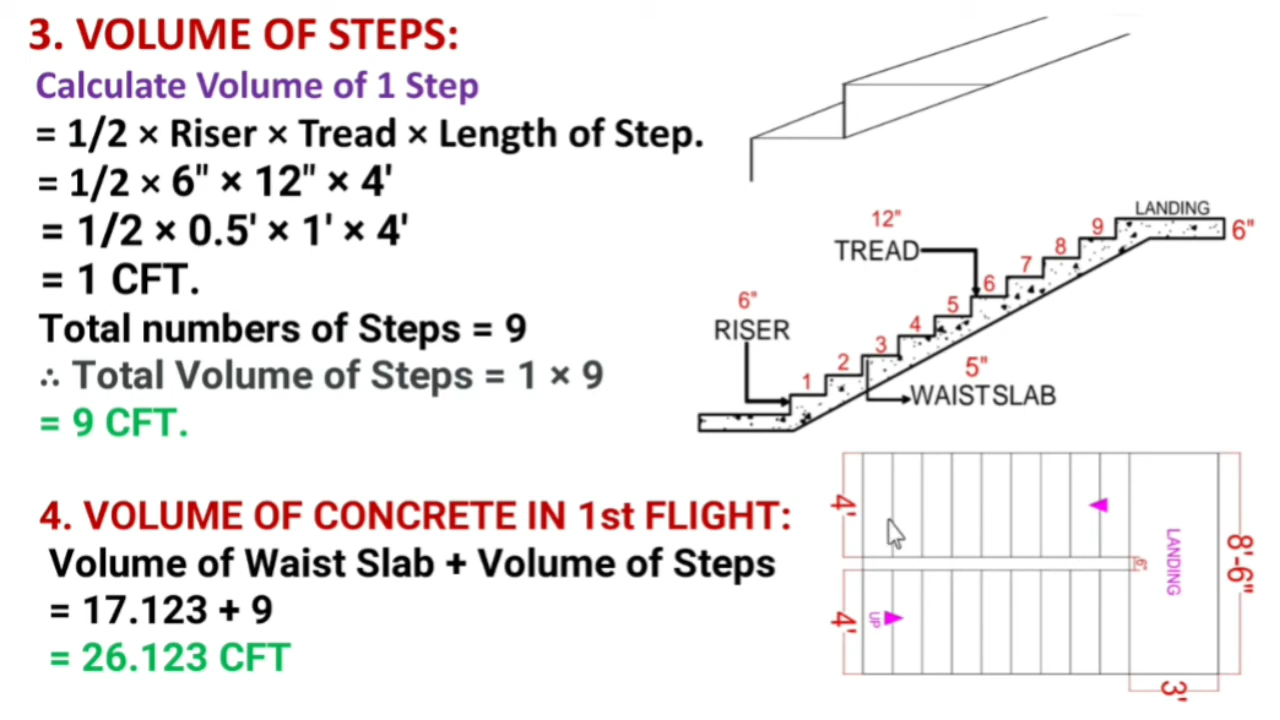 3. VOLUME OF STEPS:
Calculate Volume of 1 Step
= 1/2 × Riser × Tread × Length of Step.
= 1/2 × 6" × 12" × 4'
= 1/2 × 0.5' × 1' × 4'
= 1 CFT.
Total numbers of Steps = 9
∴ Total Volume of Steps = 1 × 9
= 9 CFT.
4. VOLUME OF CONCRETE IN 1st FLIGHT:
Volume of Waist Slab + Volume of Steps
= 17.123 + 9
= 26.123 CFT
LANDING
6"
12"
TREAD
6"
RISER
1
2
3
4
5
6
7
8
9
5"
WAISTSLAB
4'
4'
UP
6"
LANDING
8'-6"
3'